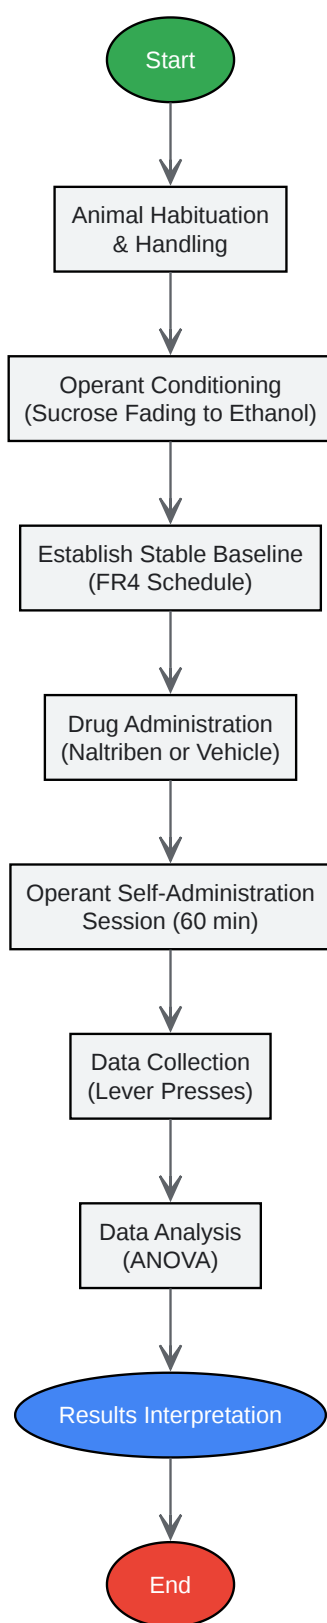 Start
Animal Habituation
& Handling
Operant Conditioning
(Sucrose Fading to Ethanol)
Establish Stable Baseline
(FR4 Schedule)
Drug Administration
(Naltriben or Vehicle)
Operant Self-Administration
Session (60 min)
Data Collection
(Lever Presses)
Data Analysis
(ANOVA)
Results Interpretation
End